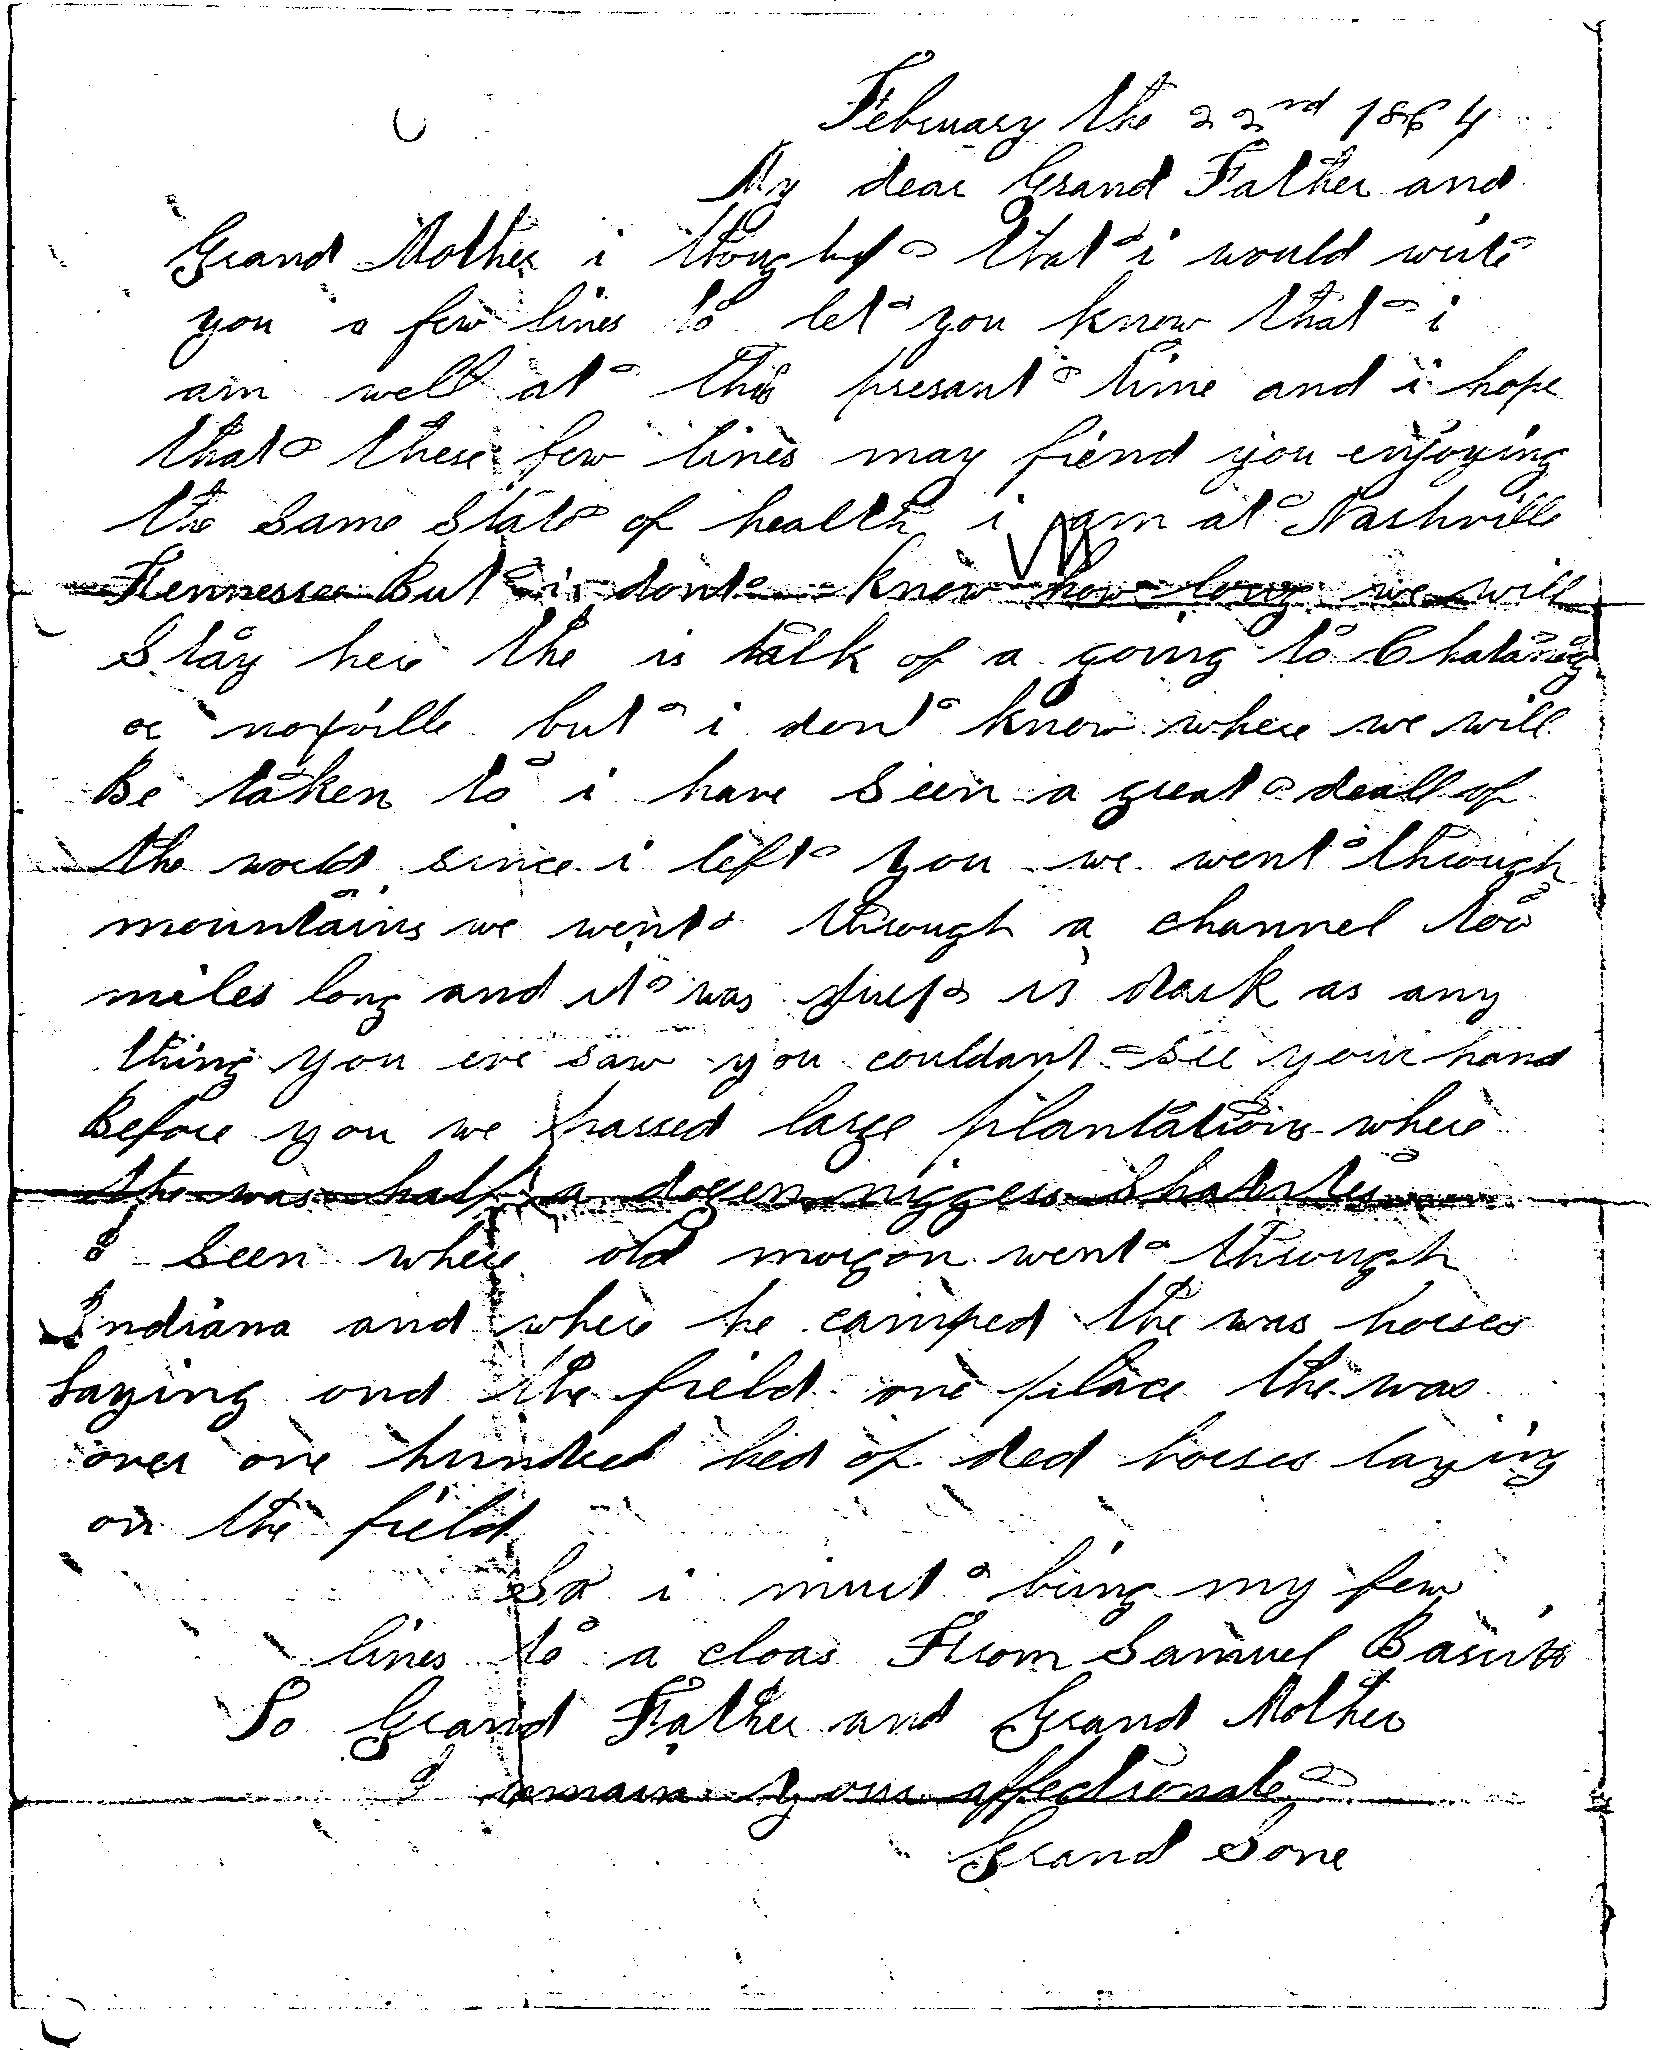 February the 22nd 1864
My dear Grand Father and
Grand Mother i thought that i would write
you a few lines to let you know that i
am well at this presant time and i hope
that these few lines may fiend you enjoying
the same state of health i am at Nashville
Tennessee But i dont know how long we will
Stay here the is talk of a going to Chatanog
or noxville but i dont know where we will
Be taken to i have Seen a great deall of
the world since i left you we went through
mountains we went through a channel too
miles long and it was just is dark as any
thing you eve saw you couldant see your hand
Before you we passed large plantations where
the was half a dozen niggers Shanties
I Seen where old morgan went through
Indiana and where he camped the was horses
Laying ond the field one place the was
over one hundred hed of ded horses laying
on the field
So i must bring my few
lines to a cloas From Samuel
To Grand Father and Grand Mother
I remain your affectionate
Grand Sone